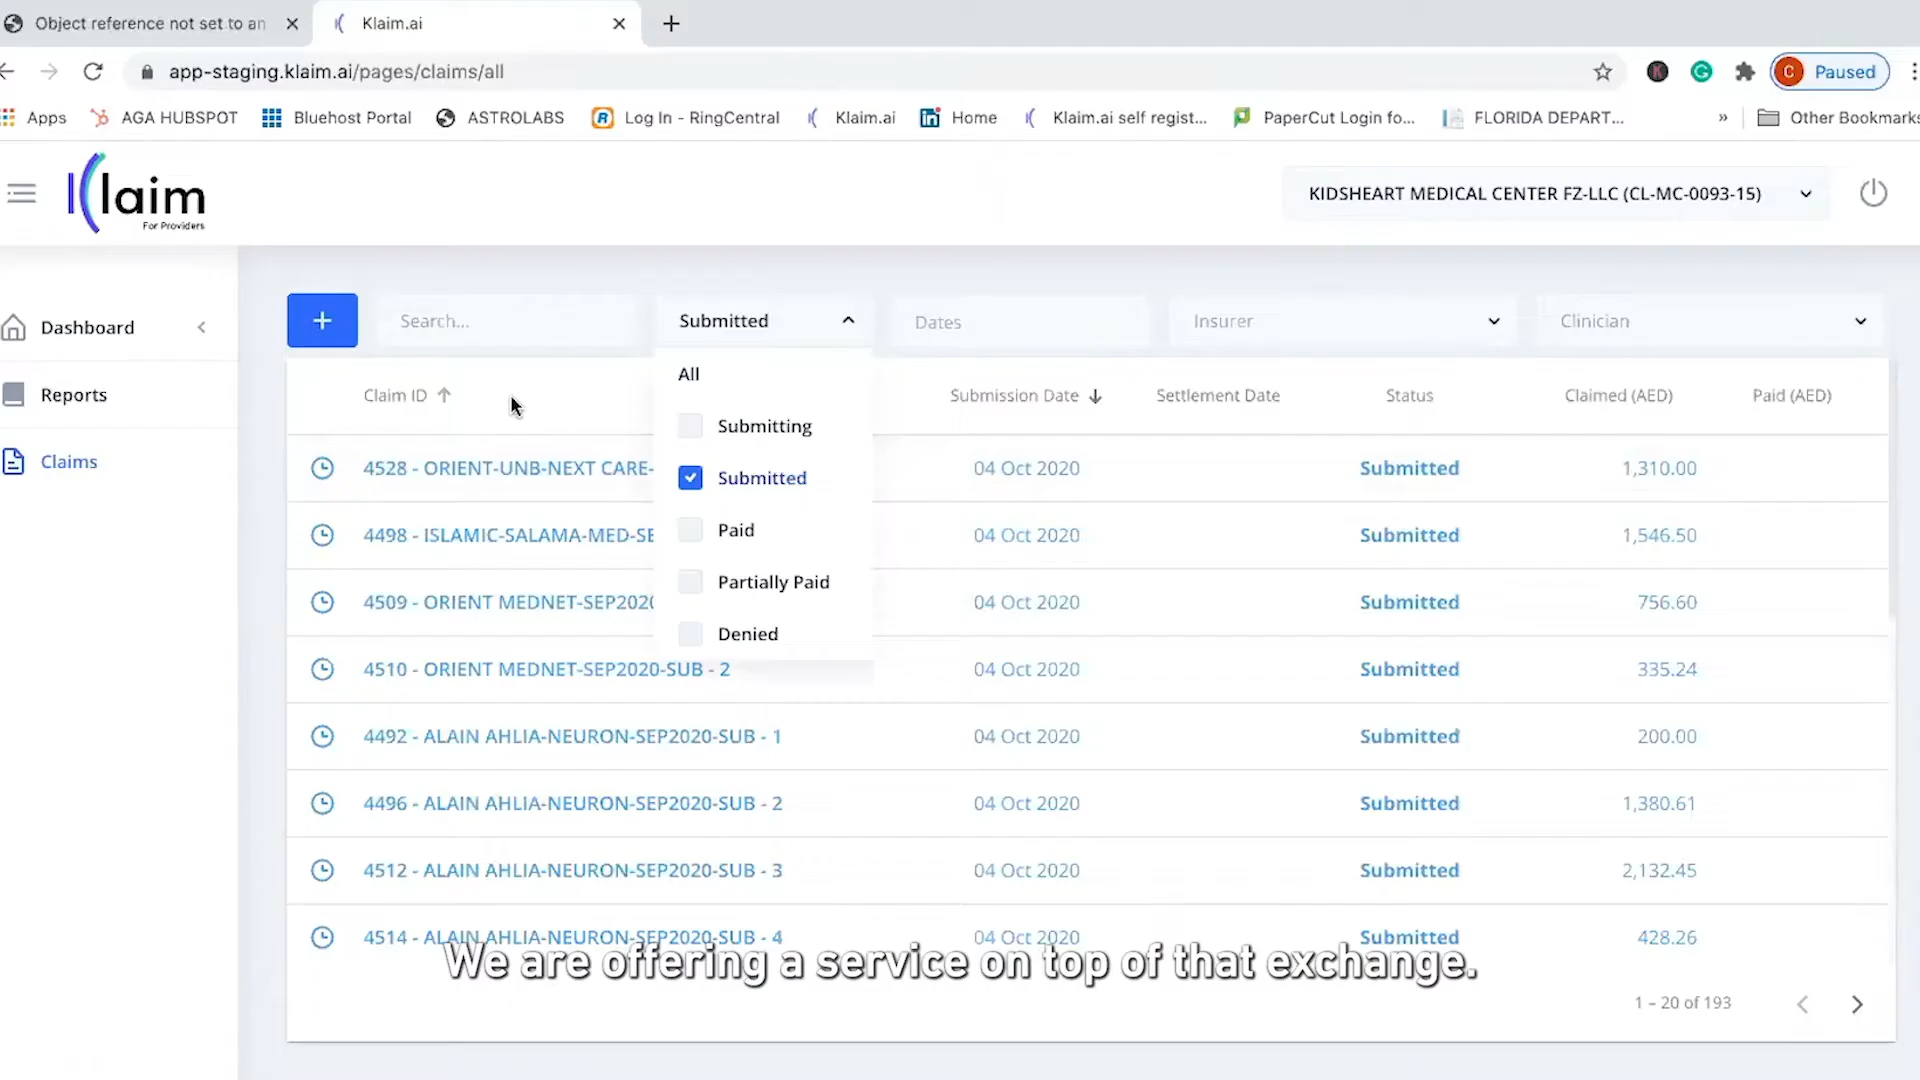 Object reference not set to an
Klaim.ai
app-staging.klaim.ai/pages/claims/all
C Paused
Apps AGA HUBSPOT Bluehost Portal ASTROLABS Log In - RingCentral Klaim.ai Home Klaim.ai self regist... PaperCut Login fo... FLORIDA DEPART... » Other Bookmarks
Klaim
For Providers
KIDSHEART MEDICAL CENTER FZ-LLC (CL-MC-0093-15)
Dashboard
Reports
Claims
+ Search... Submitted Dates Insurer Clinician
All
Submitting
Submitted
Paid
Partially Paid
Denied
Claim ID Submission Date Settlement Date Status Claimed (AED) Paid (AED)
4528 - ORIENT-UNB-NEXT CARE- 04 Oct 2020 Submitted 1,310.00
4498 - ISLAMIC-SALAMA-MED-SE 04 Oct 2020 Submitted 1,546.50
4509 - ORIENT MEDNET-SEP2020 04 Oct 2020 Submitted 756.60
4510 - ORIENT MEDNET-SEP2020-SUB - 2 04 Oct 2020 Submitted 335.24
4492 - ALAIN AHLIA-NEURON-SEP2020-SUB - 1 04 Oct 2020 Submitted 200.00
4496 - ALAIN AHLIA-NEURON-SEP2020-SUB - 2 04 Oct 2020 Submitted 1,380.61
4512 - ALAIN AHLIA-NEURON-SEP2020-SUB - 3 04 Oct 2020 Submitted 2,132.45
4514 - ALAIN AHLIA-NEURON-SEP2020-SUB - 4 04 Oct 2020 Submitted 428.26
We are offering a service on top of that exchange.
1 – 20 of 193